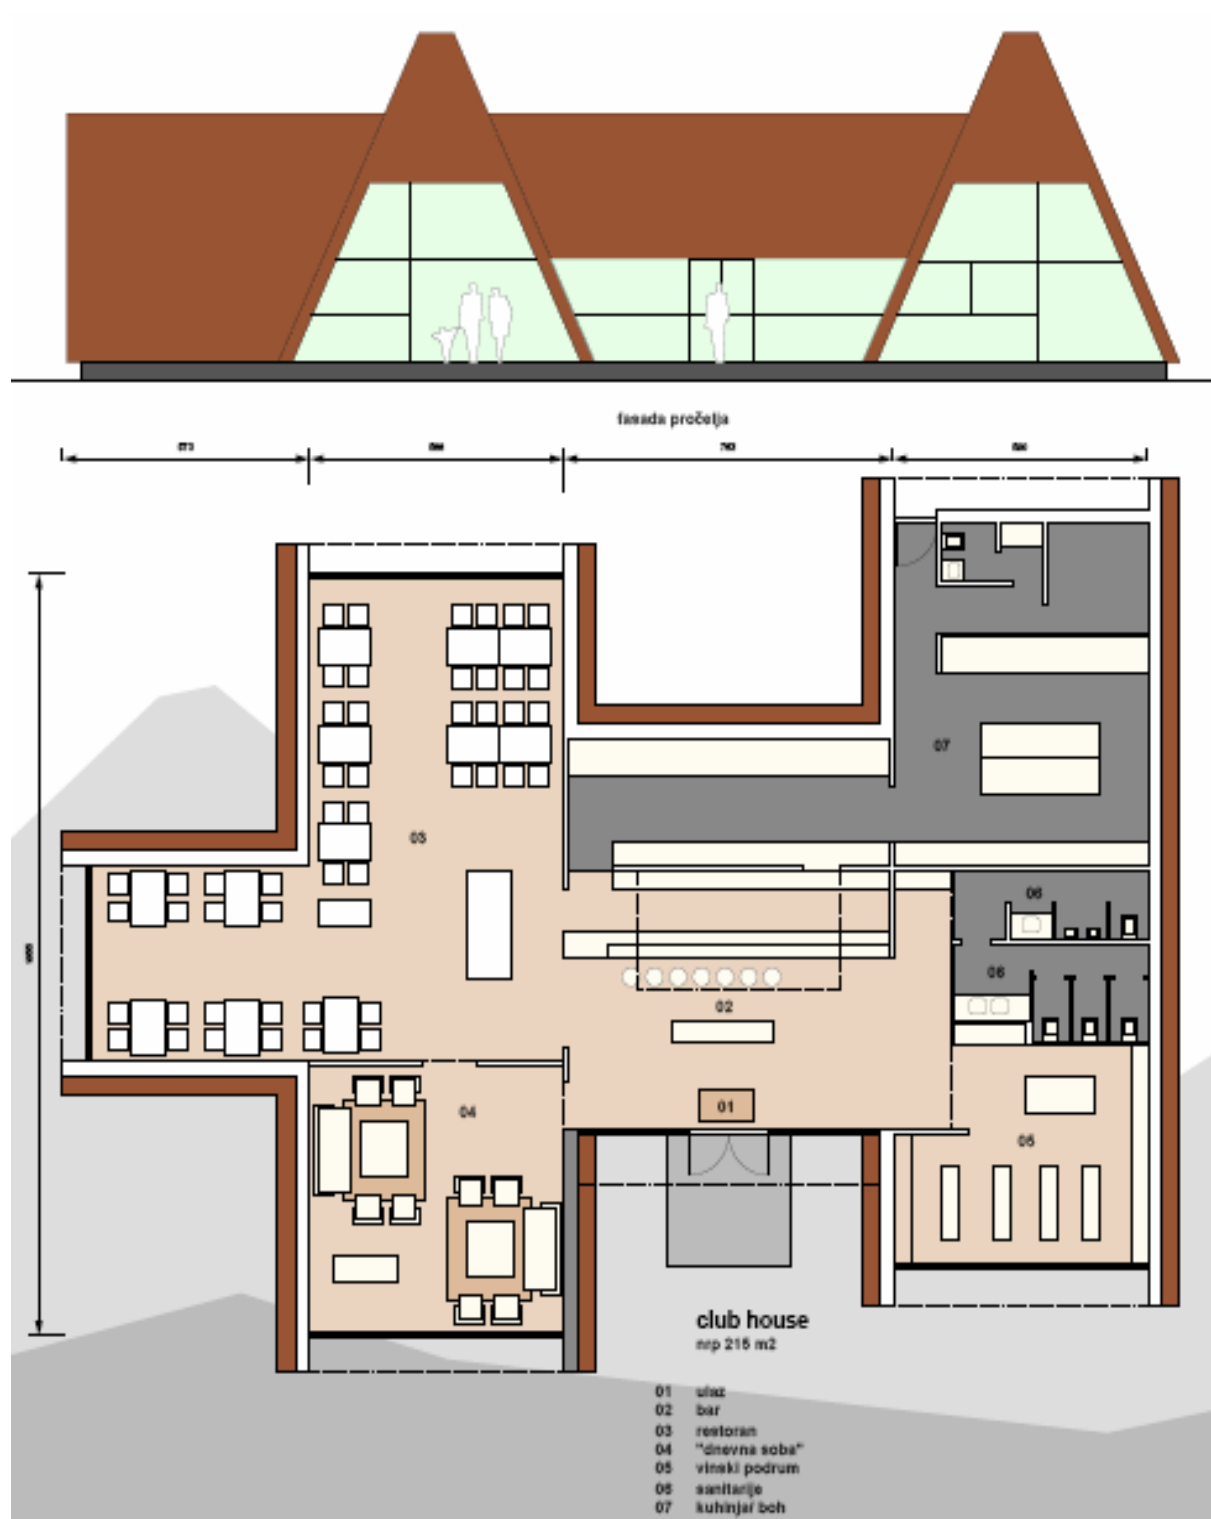 fasada pročelja
03
07
06
06
02
04
01
05
club house
nrp 215 m2
01 ulaz
02 bar
03 restoran
04 "dnevna soba"
05 vinski podrum
06 sanitarije
07 kuhinja/ boh